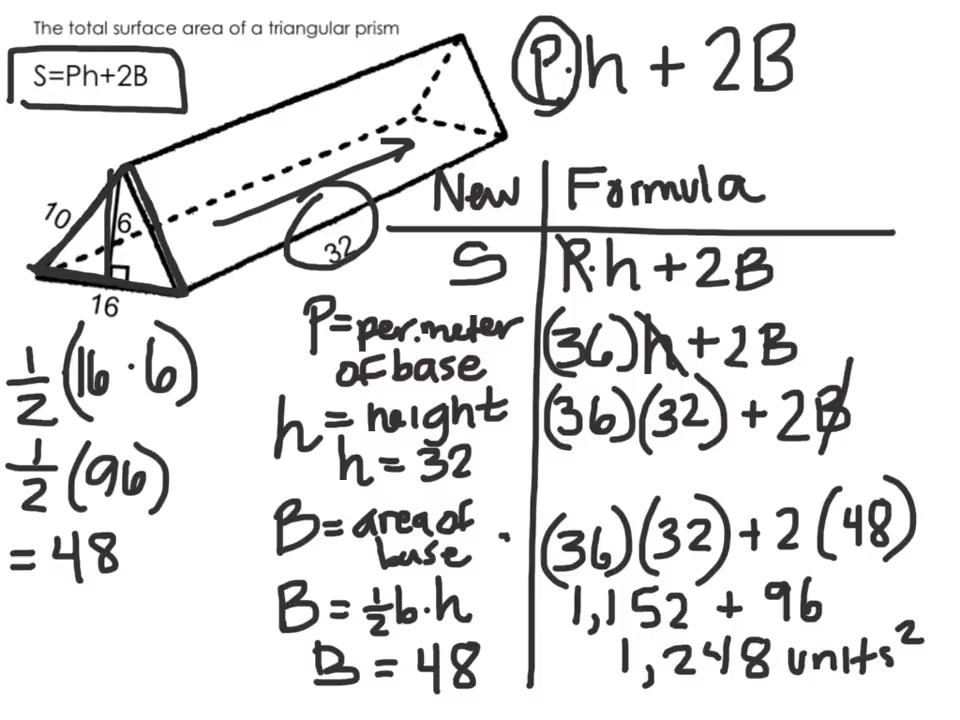 The total surface area of a triangular prism
S=Ph+2B
P·h + 2B
10
6
16
32
New Formula
S P·h + 2B
P= perimeter of base
(36)h + 2B
h = height
h = 32
(36)(32) + 2B
B = area of base
(36)(32) + 2(48)
B = 1/2 b·h
1,152 + 96
B = 48
1,248 units²
1/2 (16 · 6)
1/2 (96)
= 48